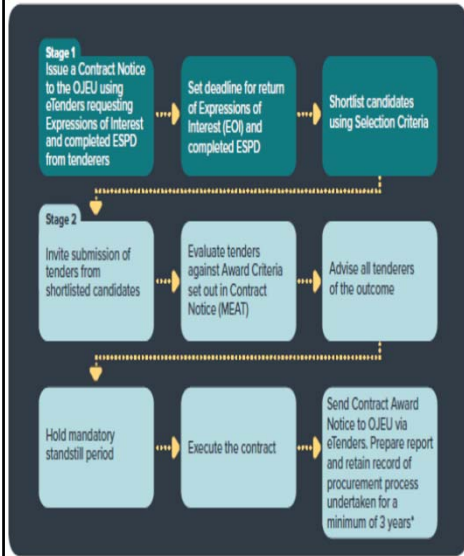 Stage 1
Issue a Contract Notice
to the OJEU using
eTenders requesting
Expressions of Interest
and completed ESPD
from tenderers
Set deadline for return
of Expressions of
Interest (EOI) and
completed ESPD
Shortlist candidates
using Selection Criteria
Stage 2
Invite submission of
tenders from
shortlisted candidates
Evaluate tenders
against Award Criteria
set out in Contract
Notice (MEAT)
Advise all tenderers
of the outcome
Hold mandatory
standstill period
Execute the contract
Send Contract Award
Notice to OJEU via
eTenders. Prepare report
and retain record of
procurement process
undertaken for a
minimum of 3 years*